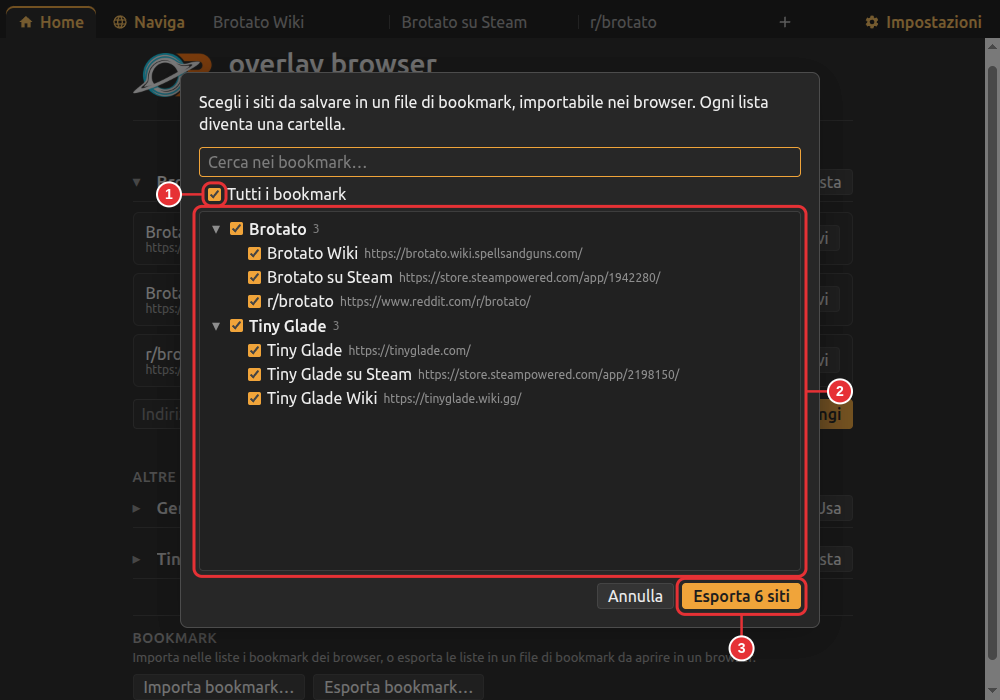 Home
Naviga
Brotato Wiki
Brotato su Steam
r/brotato
+
Impostazioni
overlay browser
Scegli i siti da salvare in un file di bookmark, importabile nei browser. Ogni lista
diventa una cartella.
Cerca nei bookmark…
1
Tutti i bookmark
Brotato 3
Brotato Wiki https://brotato.wiki.spellsandguns.com/
Brotato su Steam https://store.steampowered.com/app/1942280/
r/brotato https://www.reddit.com/r/brotato/
Tiny Glade 3
Tiny Glade https://tinyglade.com/
Tiny Glade su Steam https://store.steampowered.com/app/2198150/
Tiny Glade Wiki https://tinyglade.wiki.gg/
2
ALTRE
Annulla
Esporta 6 siti
3
BOOKMARK
Importa nelle liste i bookmark dei browser, o esporta le liste in un file di bookmark da aprire in un browser.
Importa bookmark…
Esporta bookmark…